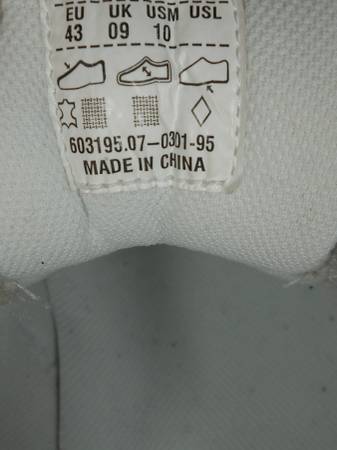 EU UK USM USL
43 09 10
603195.07-0301-95
MADE IN CHINA